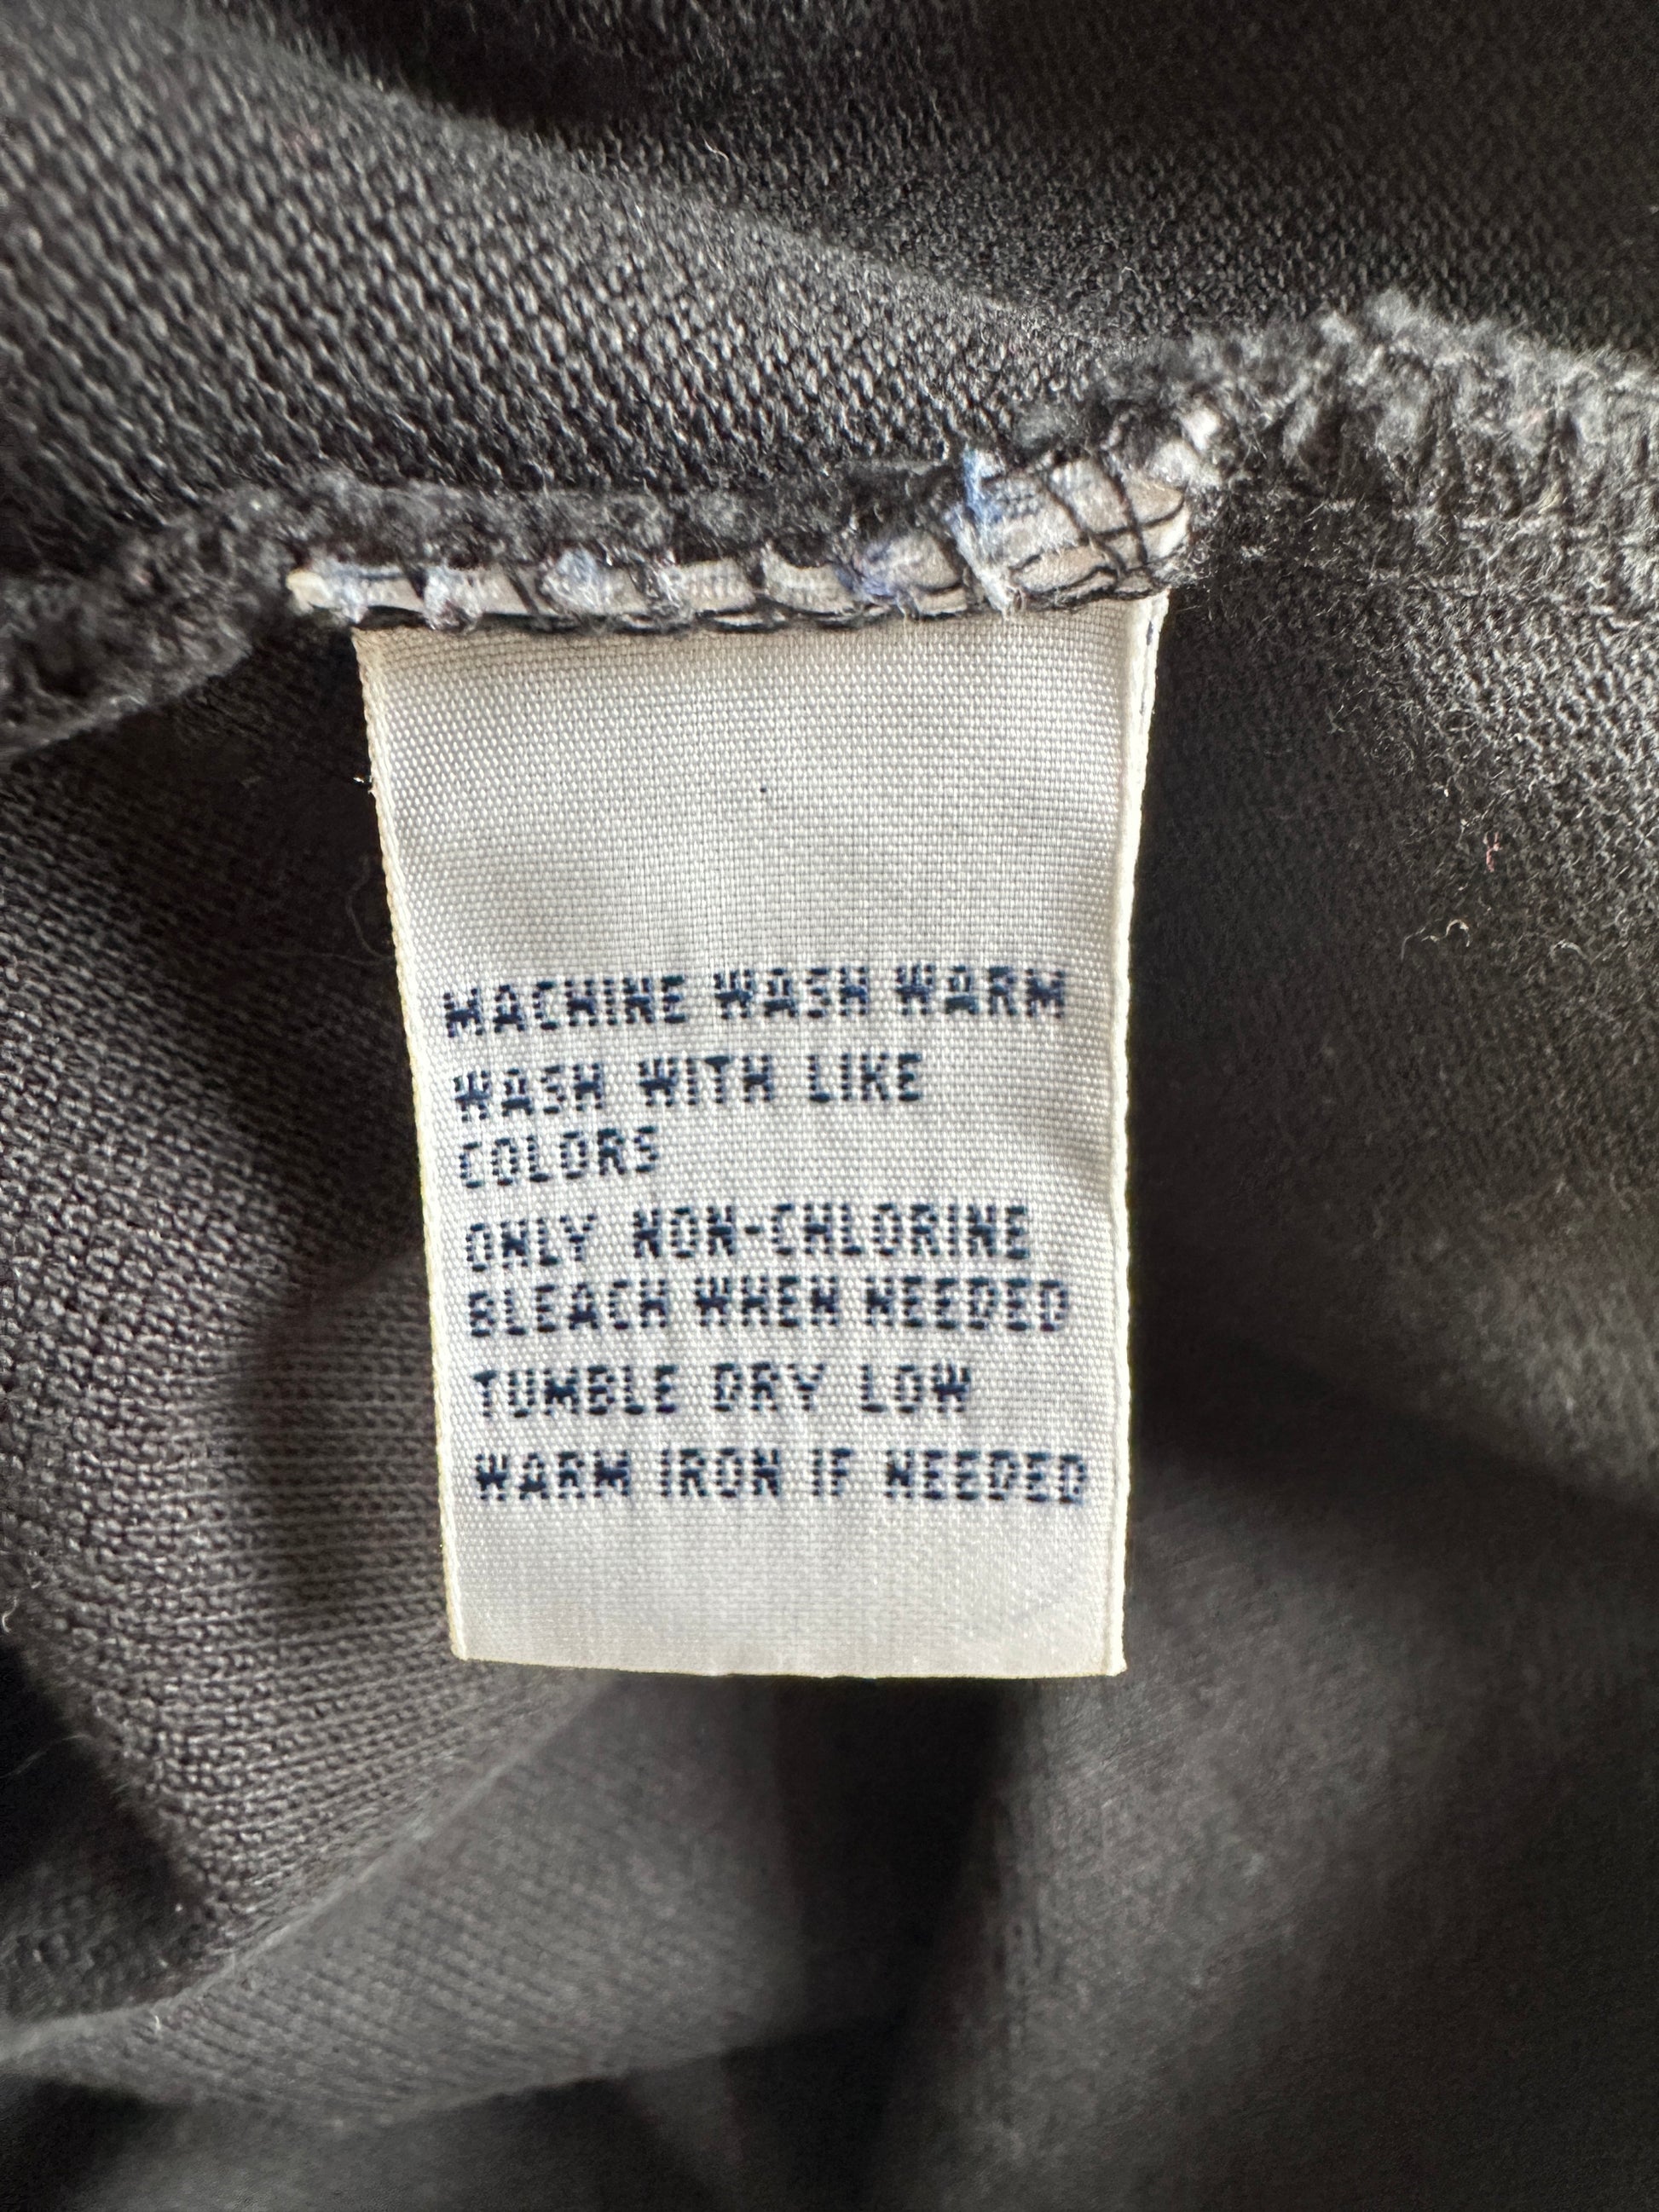 MACHINE WASH WARM
WASH WITH LIKE
COLORS
ONLY NON-CHLORINE
BLEACH WHEN NEEDED
TUMBLE DRY LOW
WARM IRON IF NEEDED